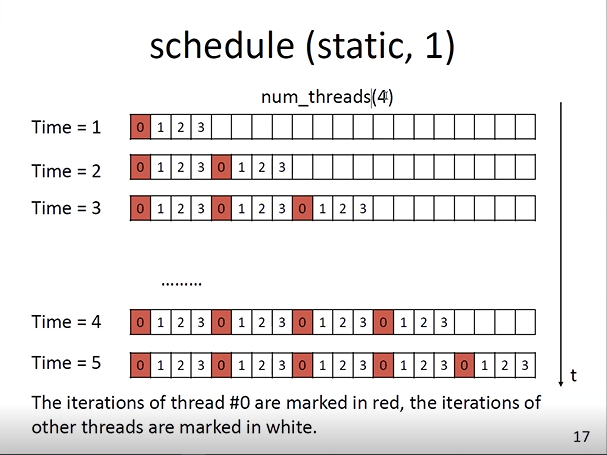 schedule (static, 1)
num_threads(4)
Time = 1 0 1 2 3
Time = 2 0 1 2 3 0 1 2 3
Time = 3 0 1 2 3 0 1 2 3 0 1 2 3
.........
Time = 4 0 1 2 3 0 1 2 3 0 1 2 3 0 1 2 3
Time = 5 0 1 2 3 0 1 2 3 0 1 2 3 0 1 2 3 0 1 2 3
t
The iterations of thread #0 are marked in red, the iterations of
other threads are marked in white.
17